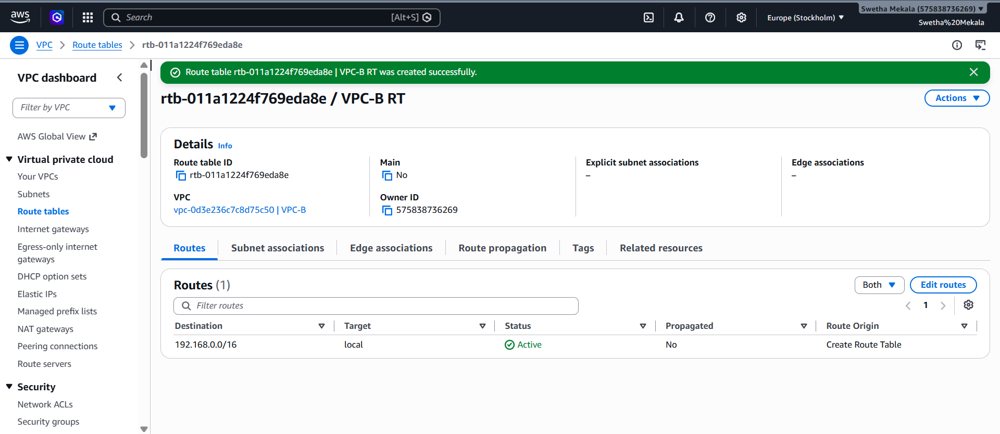 aws
Search
[Alt+S]
Europe (Stockholm)
Swetha Mekala (575838736269)
Swetha%20Mekala
VPC
Route tables
rtb-011a1224f769eda8e
VPC dashboard
Filter by VPC
AWS Global View
Virtual private cloud
Your VPCs
Subnets
Route tables
Internet gateways
Egress-only internet
gateways
DHCP option sets
Elastic IPs
Managed prefix lists
NAT gateways
Peering connections
Route servers
Security
Network ACLs
Security groups
Route table rtb-011a1224f769eda8e | VPC-B RT was created successfully.
rtb-011a1224f769eda8e / VPC-B RT
Actions
Details Info
Route table ID
rtb-011a1224f769eda8e
Main
No
Explicit subnet associations
–
Edge associations
–
VPC
vpc-0d3e236c7c8d75c50 | VPC-B
Owner ID
575838736269
Routes
Subnet associations
Edge associations
Route propagation
Tags
Related resources
Routes (1)
Both
Edit routes
Filter routes
1
Destination
Target
Status
Propagated
Route Origin
192.168.0.0/16
local
Active
No
Create Route Table